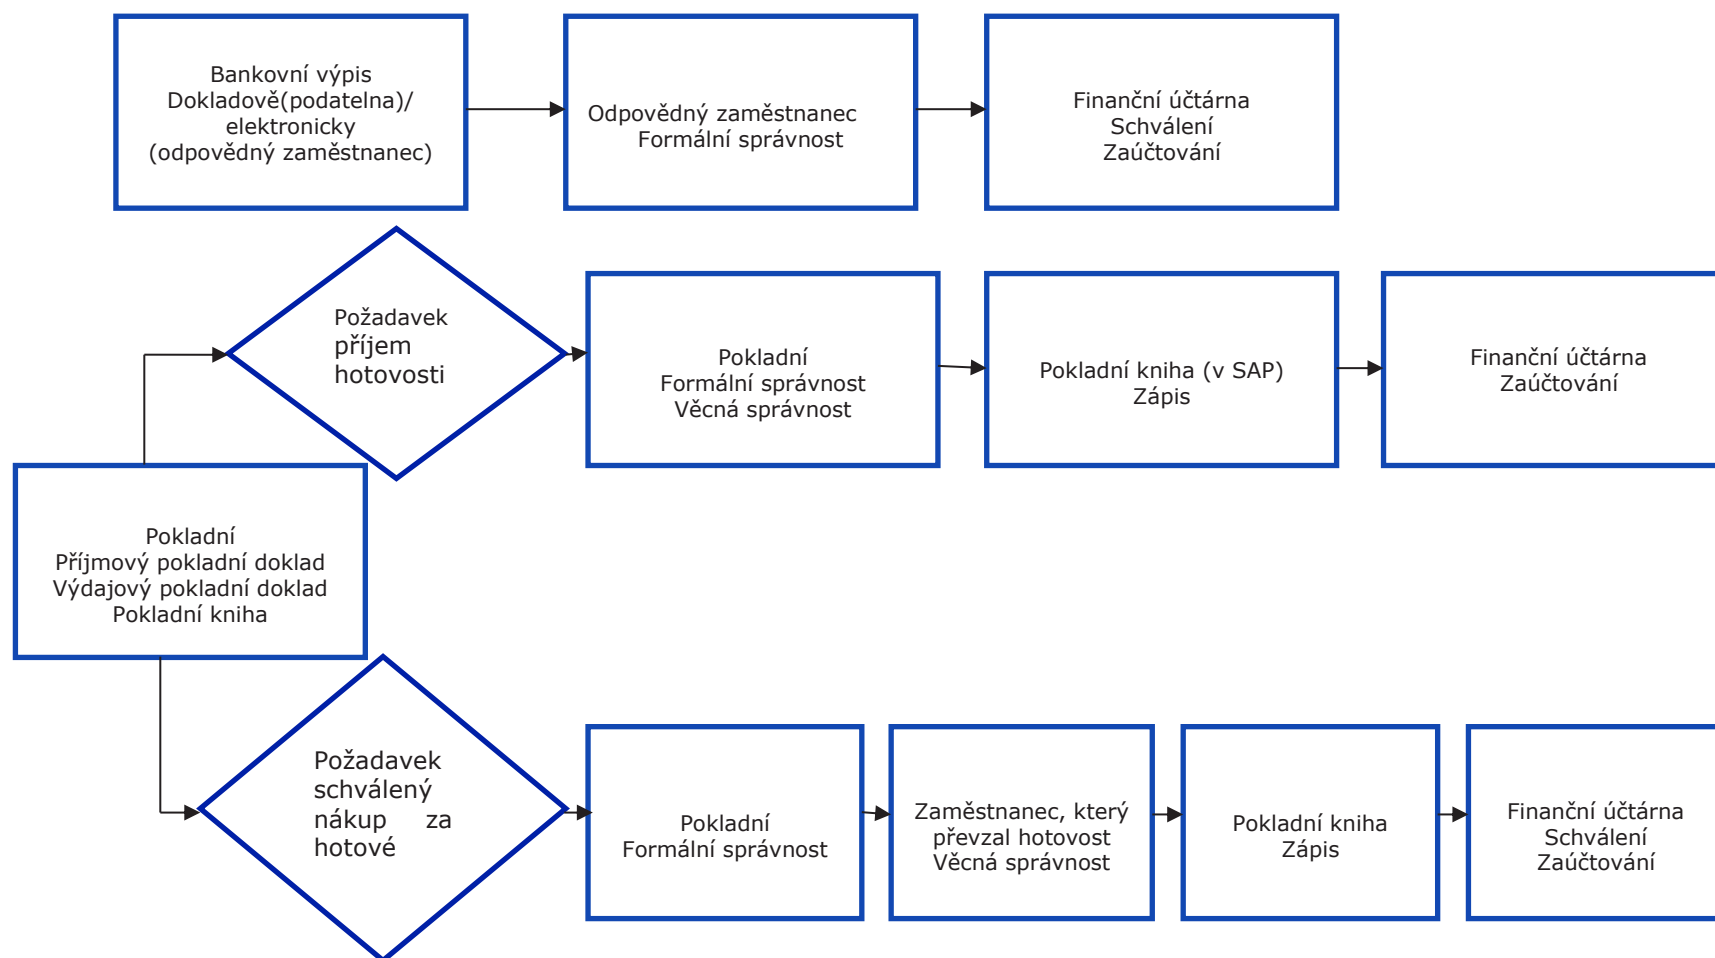 Bankovní výpis
Dokladově(podatelna)/
elektronicky
(odpovědný zaměstnanec)
Odpovědný zaměstnanec
Formální správnost
Finanční účtárna
Schválení
Zaúčtování
Požadavek
příjem
hotovosti
Pokladní
Formální správnost
Věcná správnost
Pokladní kniha (v SAP)
Zápis
Finanční účtárna
Zaúčtování
Pokladní
Příjmový pokladní doklad
Výdajový pokladní doklad
Pokladní kniha
Požadavek
schválený
nákup za
hotové
Pokladní
Formální správnost
Zaměstnanec, který
převzal hotovost
Věcná správnost
Pokladní kniha
Zápis
Finanční účtárna
Schválení
Zaúčtování